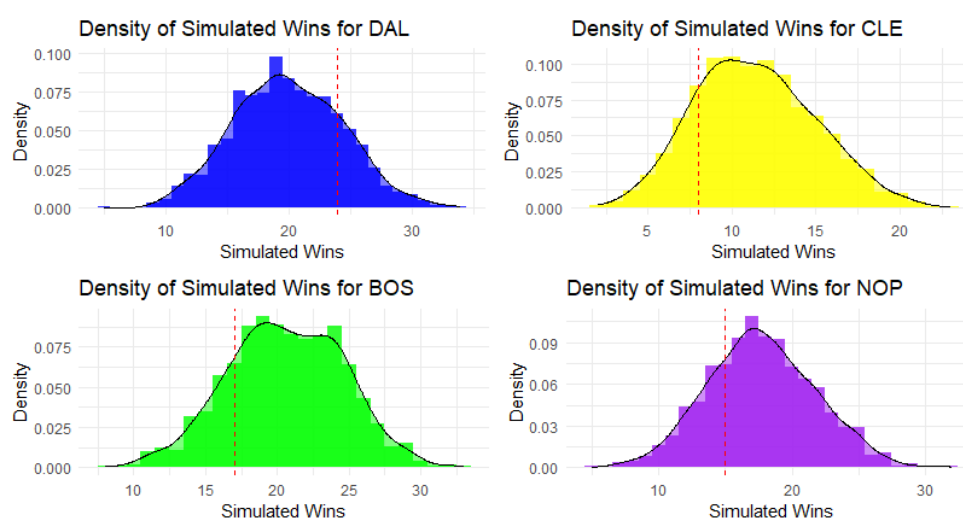 Density of Simulated Wins for DAL
0.100
0.075
0.050
0.025
0.000
Density
10 20 30
Simulated Wins
Density of Simulated Wins for CLE
0.100
0.075
0.050
0.025
0.000
Density
5 10 15 20
Simulated Wins
Density of Simulated Wins for BOS
0.075
0.050
0.025
0.000
Density
10 15 20 25 30
Simulated Wins
Density of Simulated Wins for NOP
0.09
0.06
0.03
0.00
Density
10 20 30
Simulated Wins